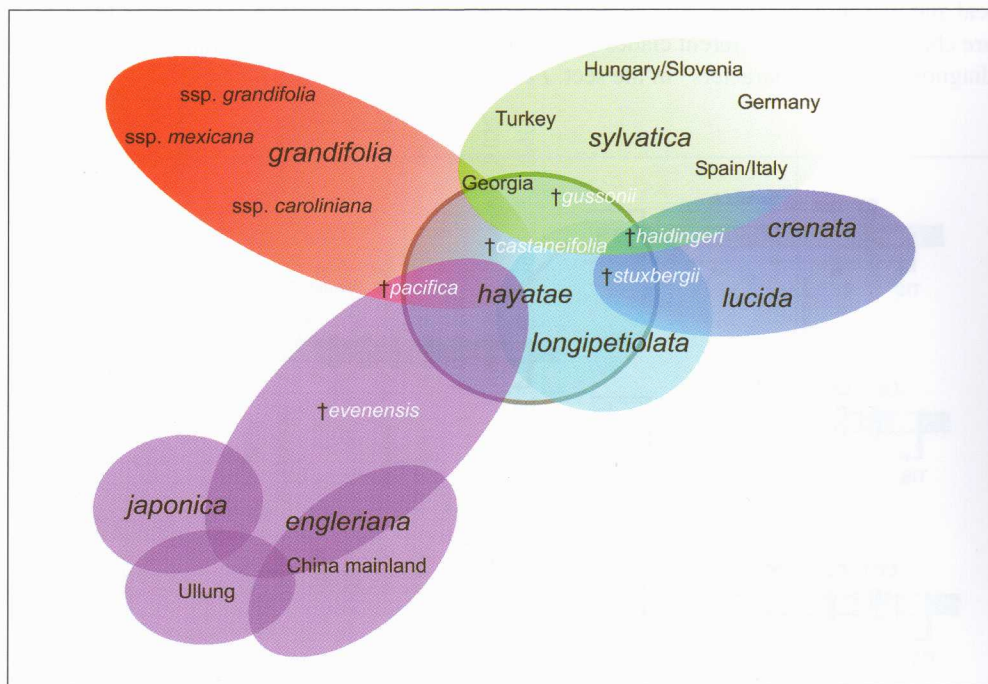 Hungary/Slovenia
ssp. grandifolia
Germany
Turkey
ssp. mexicana
sylvatica
grandifolia
Spain/Italy
Georgia
†gussonii
ssp. caroliniana
crenata
†haidingeri
†castaneifolia
†stuxbergii
†pacifica
hayatae
lucida
longipetiolata
†evenensis
japonica
engleriana
China mainland
Ullung